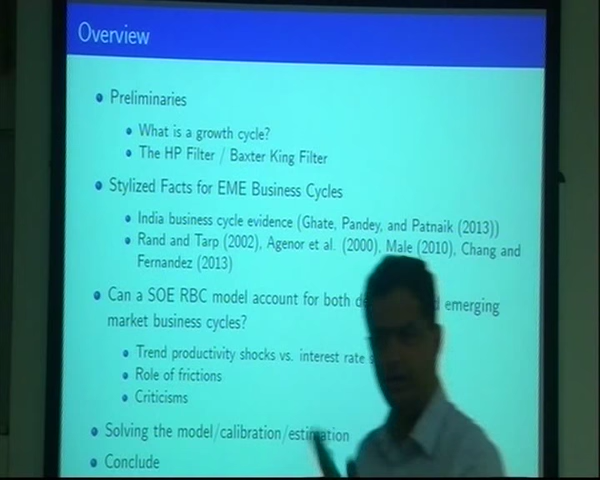 Overview
Preliminaries
What is a growth cycle?
The HP Filter / Baxter King Filter
Stylized Facts for EME Business Cycles
India business cycle evidence (Ghate, Pandey, and Patnaik (2013))
Rand and Tarp (2002), Agenor et al. (2000), Male (2010), Chang and
Fernandez (2013)
Can a SOE RBC model account for both emerging
market business cycles?
Trend productivity shocks vs. interest rate
Role of frictions
Criticisms
Solving the model/calibration/estimation
Conclude